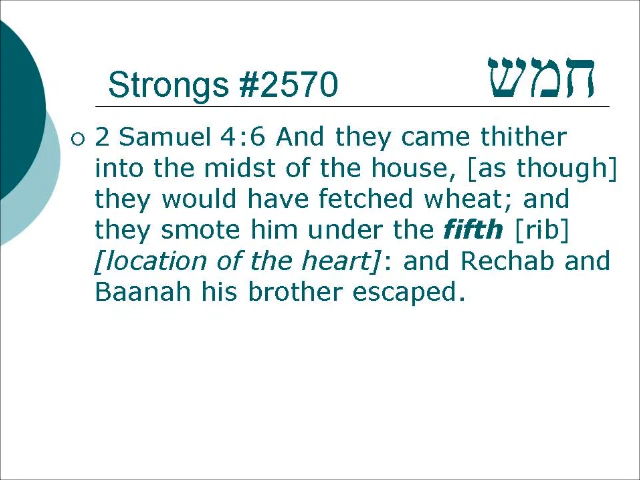 Strongs #2570 חמש
2 Samuel 4:6 And they came thither
into the midst of the house, [as though]
they would have fetched wheat; and
they smote him under the fifth [rib]
[location of the heart]: and Rechab and
Baanah his brother escaped.